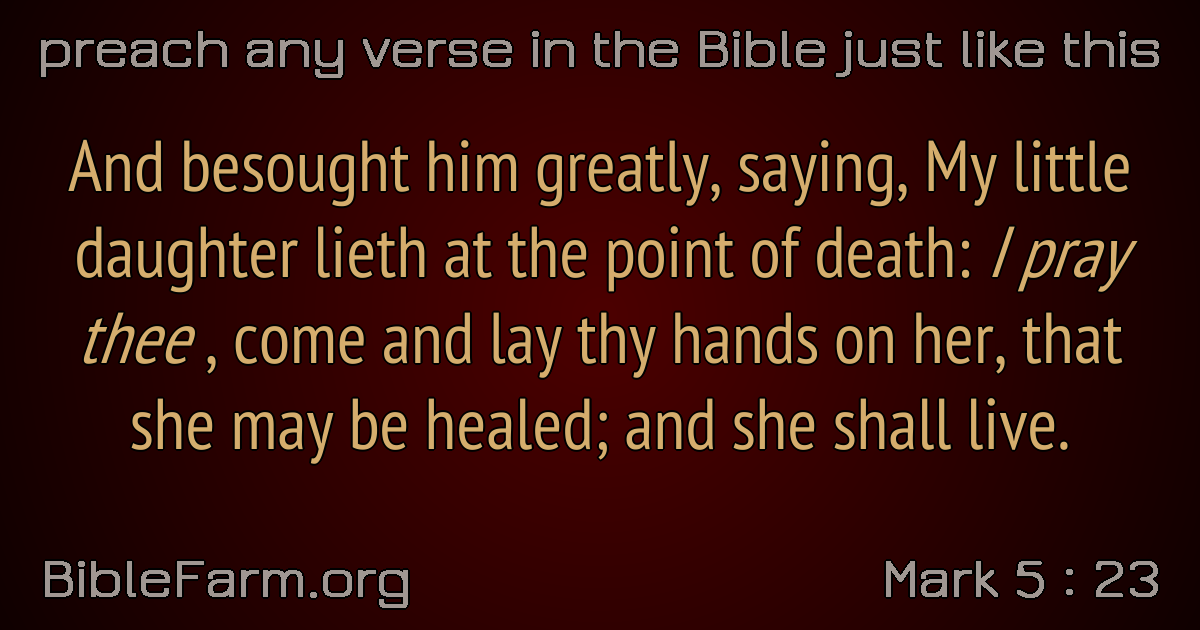 preach any verse in the Bible just like this
And besought him greatly, saying, My little
daughter lieth at the point of death: I pray
thee , come and lay thy hands on her, that
she may be healed; and she shall live.
BibleFarm.org
Mark 5 : 23